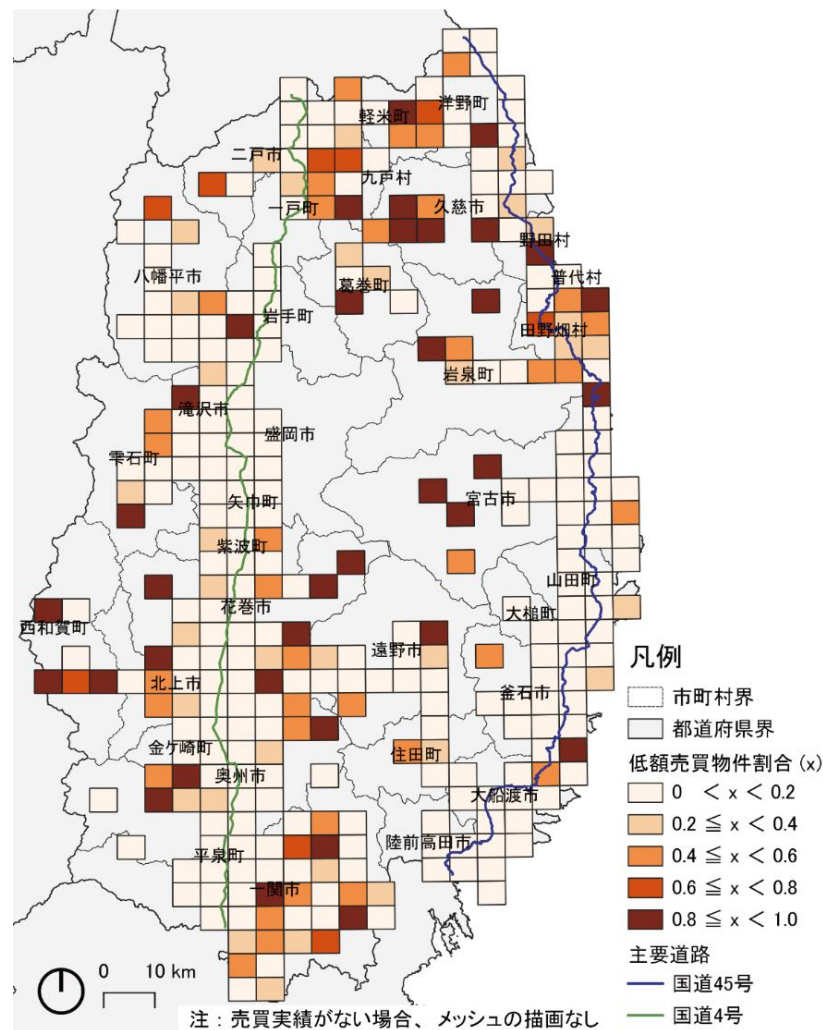 洋野町
軽米町
二戸市
九戸村
一戸町
久慈市
野田村
八幡平市
葛巻町
普代村
岩手町
田野畑村
岩泉町
滝沢市
盛岡市
雫石町
矢巾町
宮古市
紫波町
山田町
花巻市
大槌町
西和賀町
遠野市
北上市
釜石市
金ケ崎町
住田町
奥州市
大船渡市
陸前高田市
平泉町
一関市
凡例
市町村界
都道府県界
低額売買物件割合 (x)
0 < x < 0.2
0.2 ≦ x < 0.4
0.4 ≦ x < 0.6
0.6 ≦ x < 0.8
0.8 ≦ x < 1.0
主要道路
国道45号
国道4号
0 10 km
注：売買実績がない場合、メッシュの描画なし